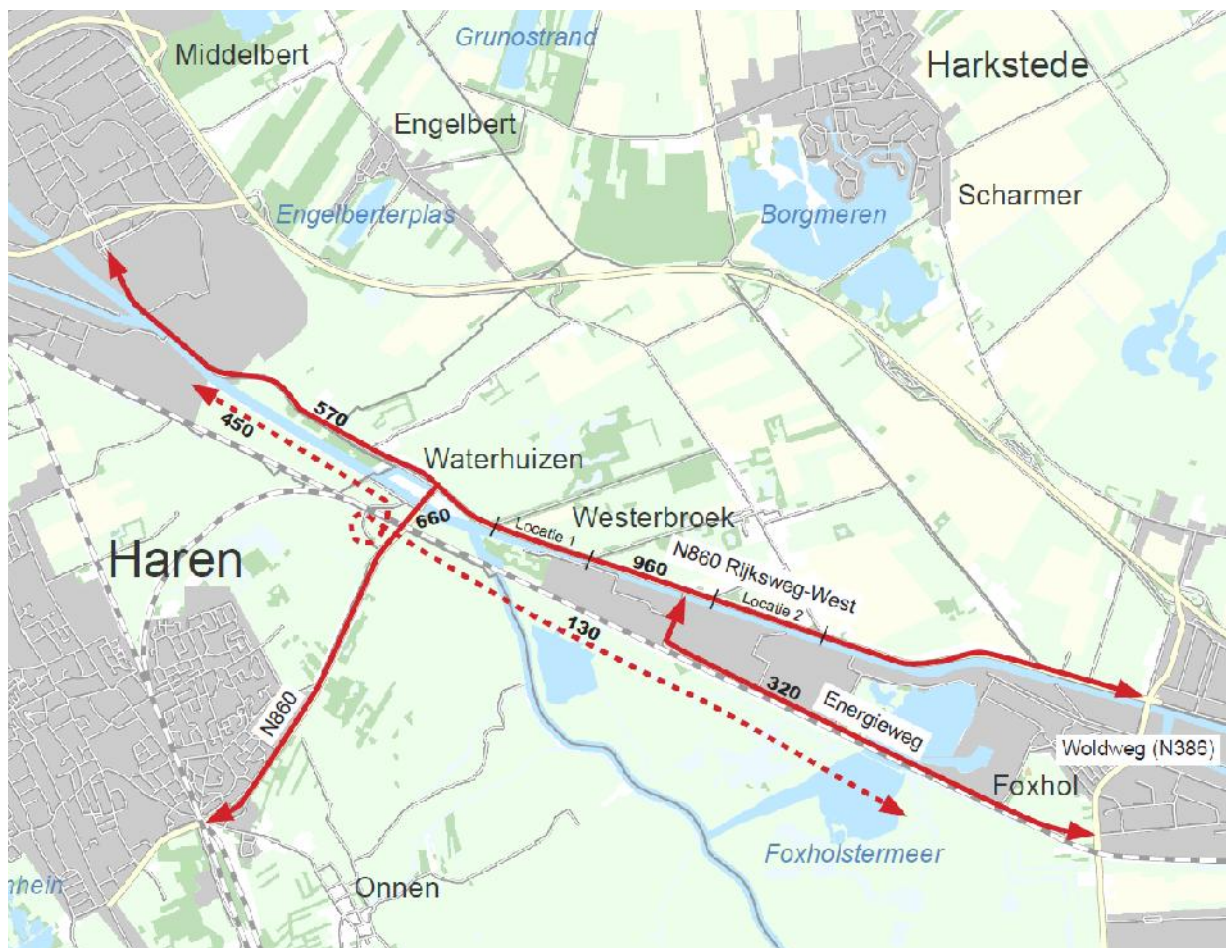 Middelbert
Grunostrand
Harkstede
Engelbert
Engelberterplas
Borgmeren
Scharmer
570
450
Waterhuizen
660
Locatie 1
Westerbroek
Haren
960
N860 Rijksweg-West
Locatie 2
130
320
Energieweg
N860
Woldweg (N386)
Foxhol
Foxholstermeer
Onnen